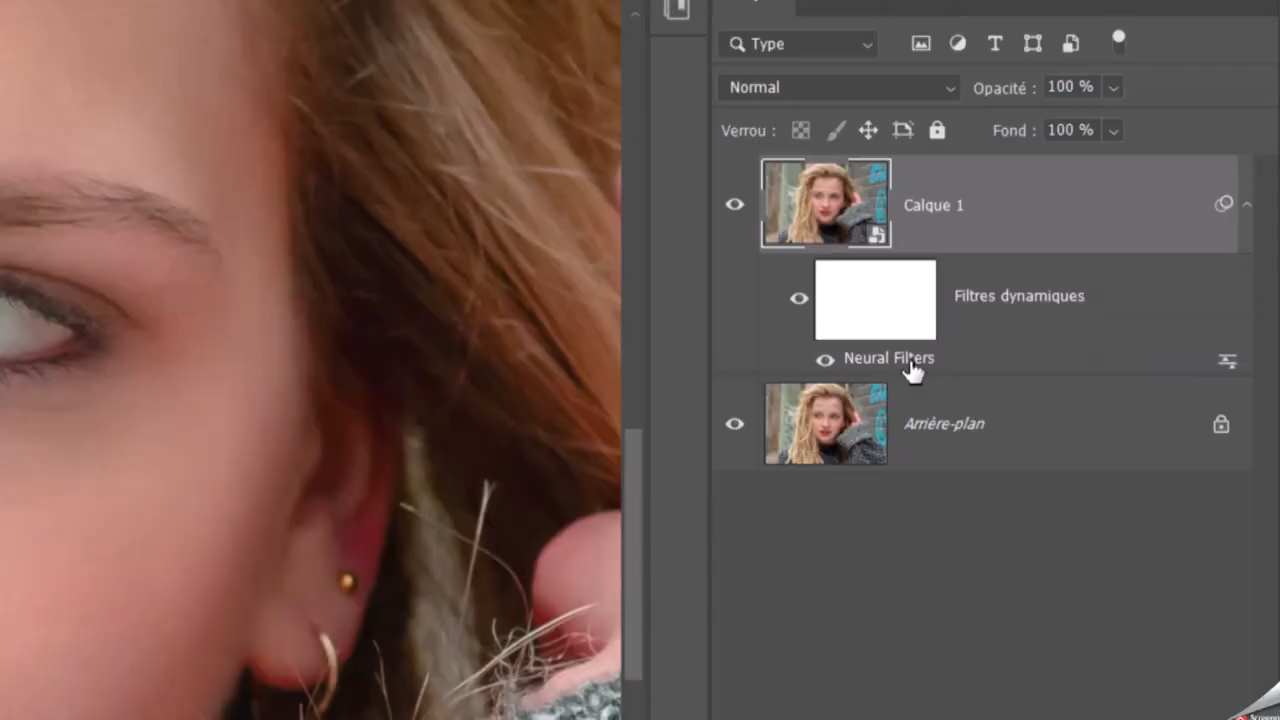 Type
Normal
Opacité : 100 %
Verrou :
Fond : 100 %
Calque 1
Filtres dynamiques
Neural Filters
Arrière-plan